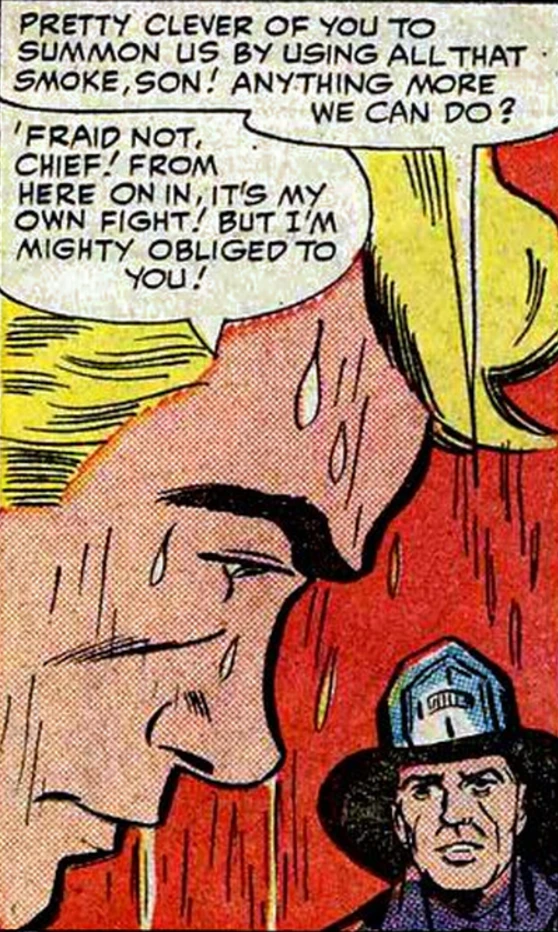 PRETTY CLEVER OF YOU TO
SUMMON US BY USING ALL THAT
SMOKE, SON! ANYTHING MORE
WE CAN DO?
'FRAID NOT,
CHIEF! FROM
HERE ON IN, IT'S MY
OWN FIGHT! BUT I'M
MIGHTY OBLIGED TO
YOU!